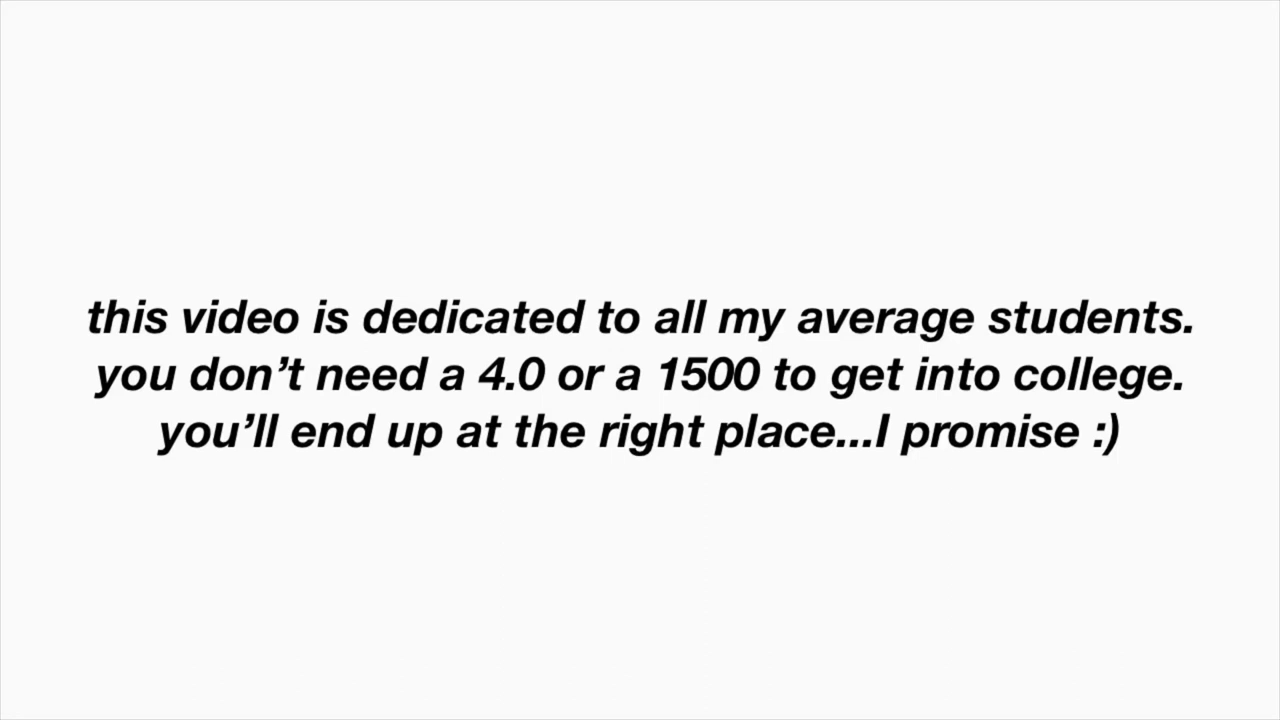 this video is dedicated to all my average students.
you don’t need a 4.0 or a 1500 to get into college.
you’ll end up at the right place...I promise :)